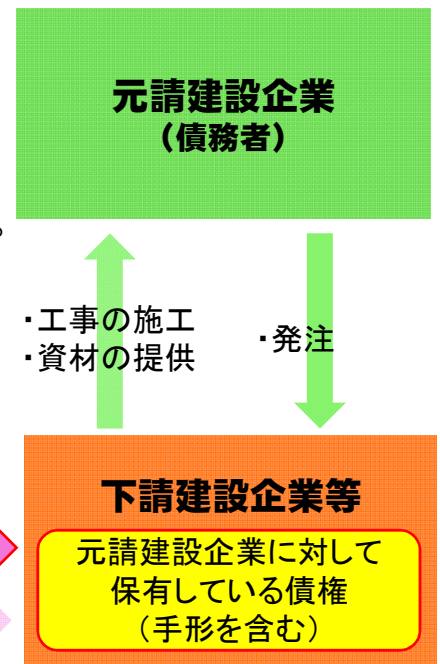 元請建設企業
（債務者）
。
・工事の施工
・資材の提供
・発注
下請建設企業等
元請建設企業に対して
保有している債権
（手形を含む）